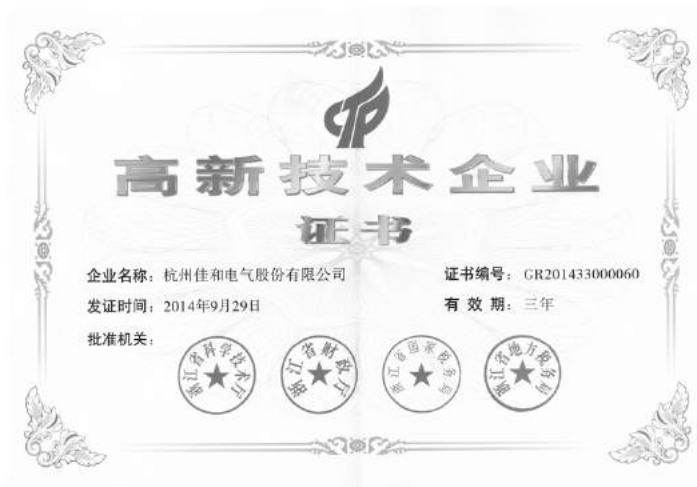 高新技术企业
证书
企业名称：杭州佳和电气股份有限公司
证书编号：GR201433000060
发证时间：2014年9月29日
有效期：三年
批准机关：
浙江省科学技术厅
浙江省财政厅
浙江省国家税务局
浙江省地方税务局